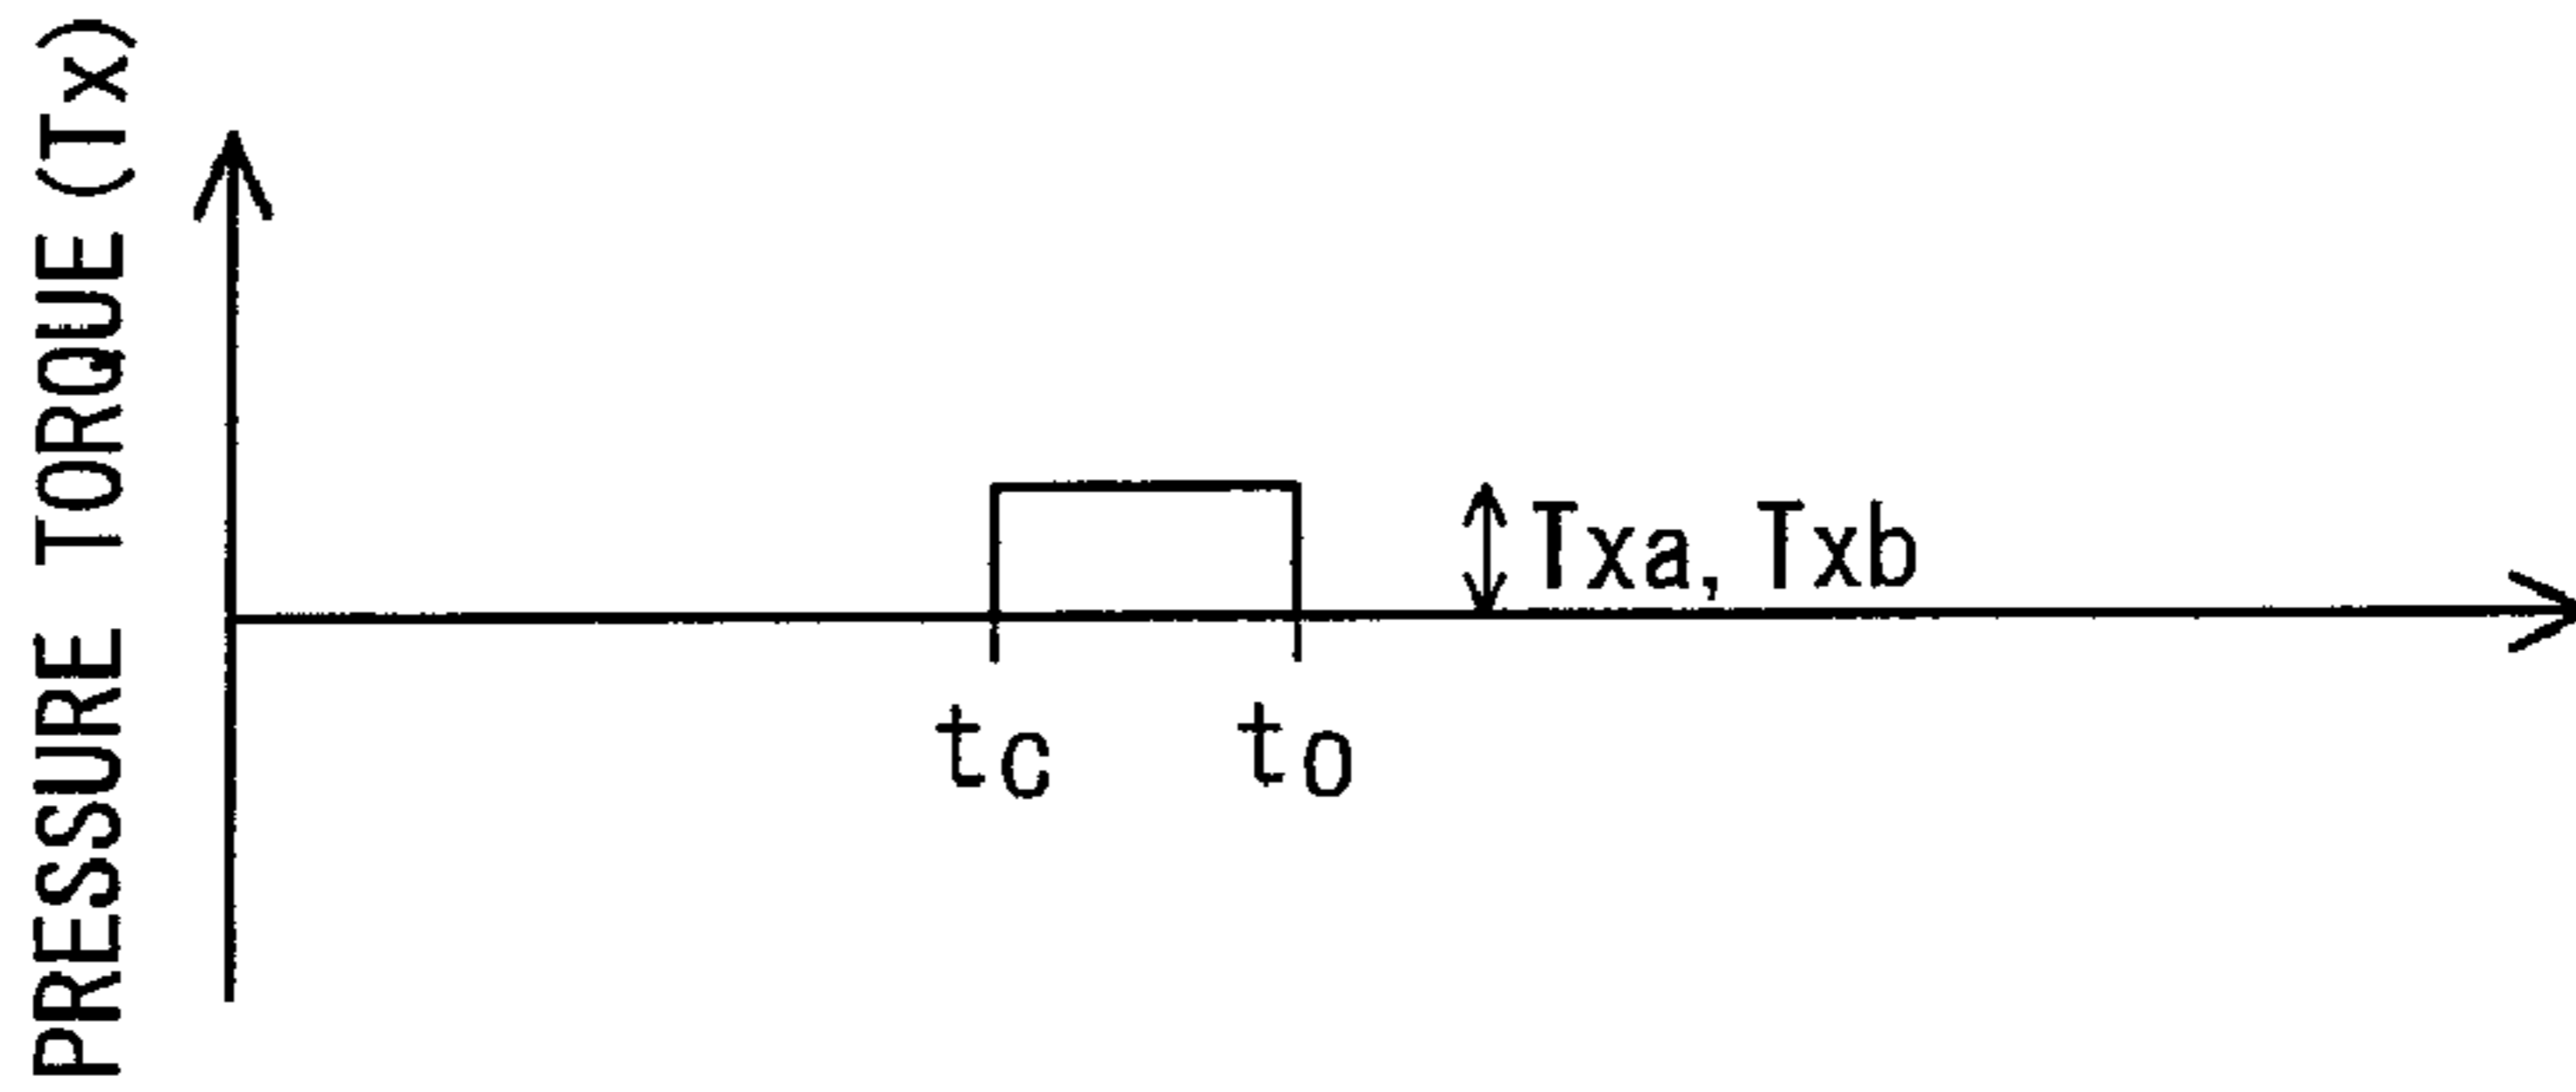 PRESSURE TORQUE (Tx)
Txa, Txb
tc to